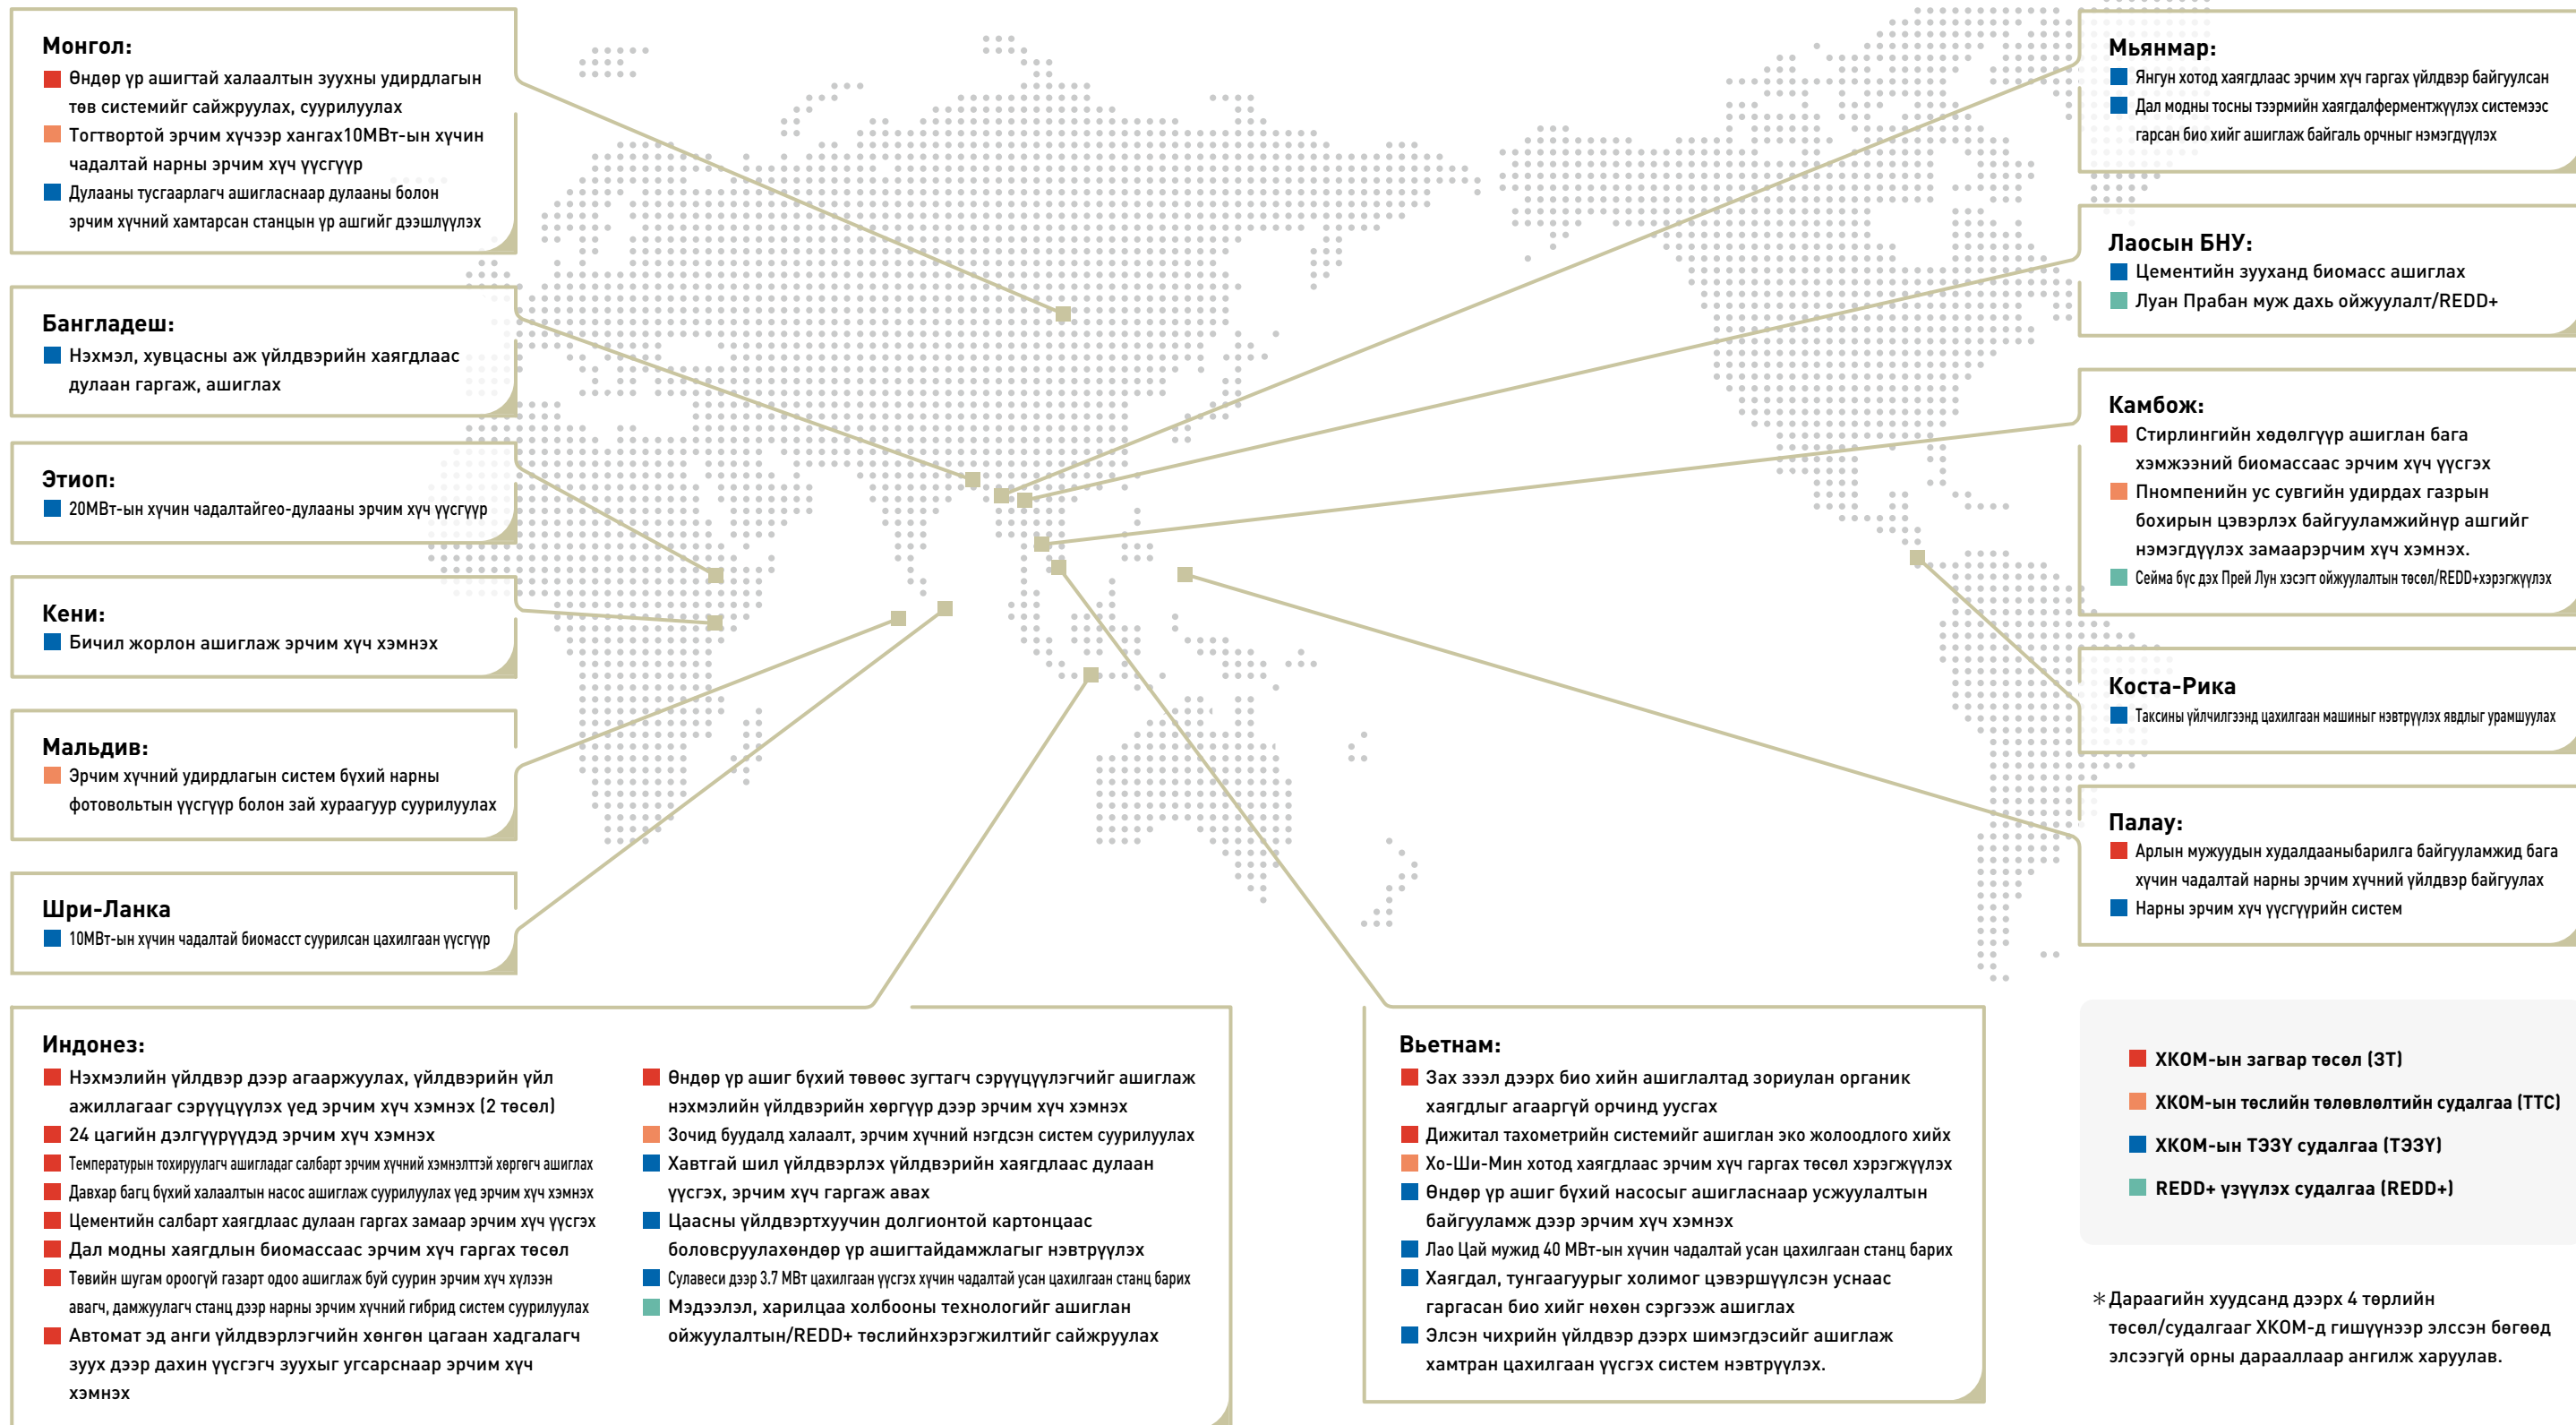 Монгол:
Өндөр үр ашигтай халаалтын зуухны удирдлагын
төв системийг сайжруулах, суурилуулах
Тогтвортой эрчим хүчээр хангах10МВт-ын хүчин
чадалтай нарны эрчим хүч үүсгүүр
Дулааны тусгаарлагч ашигласнаар дулааны болон
эрчим хүчний хамтарсан станцын үр ашгийг дээшлүүлэх
Бангладеш:
Нэхмэл, хувцасны аж үйлдвэрийн хаягдлаас
дулаан гаргаж, ашиглах
Этиоп:
20МВт-ын хүчин чадалтайгео-дулааны эрчим хүч үүсгүүр
Кени:
Бичил жорлон ашиглаж эрчим хүч хэмнэх
Мальдив:
Эрчим хүчний удирдлагын систем бүхий нарны
фотовольтын үүсгүүр болон зай хураагуур суурилуулах
Шри-Ланка
10МВт-ын хүчин чадалтай биомасст суурилсан цахилгаан үүсгүүр
Индонез:
Нэхмэлийн үйлдвэр дээр агааржуулах, үйлдвэрийн үйл
ажиллагааг сэрүүцүүлэх үед эрчим хүч хэмнэх (2 төсөл)
24 цагийн дэлгүүрүүдэд эрчим хүч хэмнэх
Температурын тохируулагч ашигладаг салбарт эрчим хүчний хэмнэлттэй хөргөгч ашиглах
Давхар багц бүхий халаалтын насос ашиглаж суурилуулах үед эрчим хүч хэмнэх
Цементийн салбарт хаягдлаас дулаан гаргах замаар эрчим хүч үүсгэх
Дал модны хаягдлын биомассаас эрчим хүч гаргах төсөл
Төвийн шугам ороогүй газарт одоо ашиглаж буй суурин эрчим хүч хүлээн
авагч, дамжуулагч станц дээр нарны эрчим хүчний гибрид систем суурилуулах
Автомат эд анги үйлдвэрлэгчийн хөнгөн цагаан хадгалагч
зуух дээр дахин үүсгэгч зуухыг угсарснаар эрчим хүч
хэмнэх
Өндөр үр ашиг бүхий төвөөс зугтагч сэрүүцүүлэгчийг ашиглаж
нэхмэлийн үйлдвэрийн хөргүүр дээр эрчим хүч хэмнэх
Зочид буудалд халаалт, эрчим хүчний нэгдсэн систем суурилуулах
Хавтгай шил үйлдвэрлэх үйлдвэрийн хаягдлаас дулаан
үүсгэх, эрчим хүч гаргаж авах
Цаасны үйлдвэртхуучин долгионтой картонцаас
боловсруулахөндөр үр ашигтайдамжлагыг нэвтрүүлэх
Сулавеси дээр 3.7 МВт цахилгаан үүсгэх хүчин чадалтай усан цахилгаан станц барих
Мэдээлэл, харилцаа холбооны технологийг ашиглан
ойжуулалтын/REDD+ төслийнхэрэгжилтийг сайжруулах
Вьетнам:
Зах зээл дээрх био хийн ашиглалтад зориулан органик
хаягдлыг агааргүй орчинд уусгах
Дижитал тахометрийн системийг ашиглан эко жолоодлого хийх
Хо-Ши-Мин хотод хаягдлаас эрчим хүч гаргах төсөл хэрэгжүүлэх
Өндөр үр ашиг бүхий насосыг ашигласнаар усжуулалтын
байгууламж дээр эрчим хүч хэмнэх
Лао Цай мужид 40 МВт-ын хүчин чадалтай усан цахилгаан станц барих
Хаягдал, тунгаагуурыг холимог цэвэршүүлсэн уснаас
гаргасан био хийг нөхөн сэргээж ашиглах
Элсэн чихрийн үйлдвэр дээрх шимэгдэсийг ашиглаж
хамтран цахилгаан үүсгэх систем нэвтрүүлэх.
Мьянмар:
Янгун хотод хаягдлаас эрчим хүч гаргах үйлдвэр байгуулсан
Дал модны тосны тээрмийн хаягдалферментжүүлэх системээс
гарсан био хийг ашиглаж байгаль орчныг нэмэгдүүлэх
Лаосын БНУ:
Цементийн зууханд биомасс ашиглах
Луан Прабан муж дахь ойжуулалт/REDD+
Камбож:
Стирлингийн хөдөлгүүр ашиглан бага
хэмжээний биомассаас эрчим хүч үүсгэх
Пномпенийн ус сувгийн удирдах газрын
бохирын цэвэрлэх байгууламжийнүр ашгийг
нэмэгдүүлэх замаарэрчим хүч хэмнэх.
Сейма бүс дэх Прей Лун хэсэгт ойжуулалтын төсөл/REDD+хэрэгжүүлэх
Коста-Рика
Таксины үйлчилгээнд цахилгаан машиныг нэвтрүүлэх явдлыг урамшуулах
Палау:
Арлын мужуудын худалдааныбарилга байгууламжид бага
хүчин чадалтай нарны эрчим хүчний үйлдвэр байгуулах
Нарны эрчим хүч үүсгүүрийн систем
ХКОМ-ын загвар төсөл (ЗТ)
ХКОМ-ын төслийн төлөвлөлтийн судалгаа (ТТС)
ХКОМ-ын ТЭЗҮ судалгаа (ТЭЗҮ)
REDD+ үзүүлэх судалгаа (REDD+)
＊Дараагийн хуудсанд дээрх 4 төрлийн
төсөл/судалгааг ХКОМ-д гишүүнээр элссэн бөгөөд
элсээгүй орны дарааллаар ангилж харуулав.